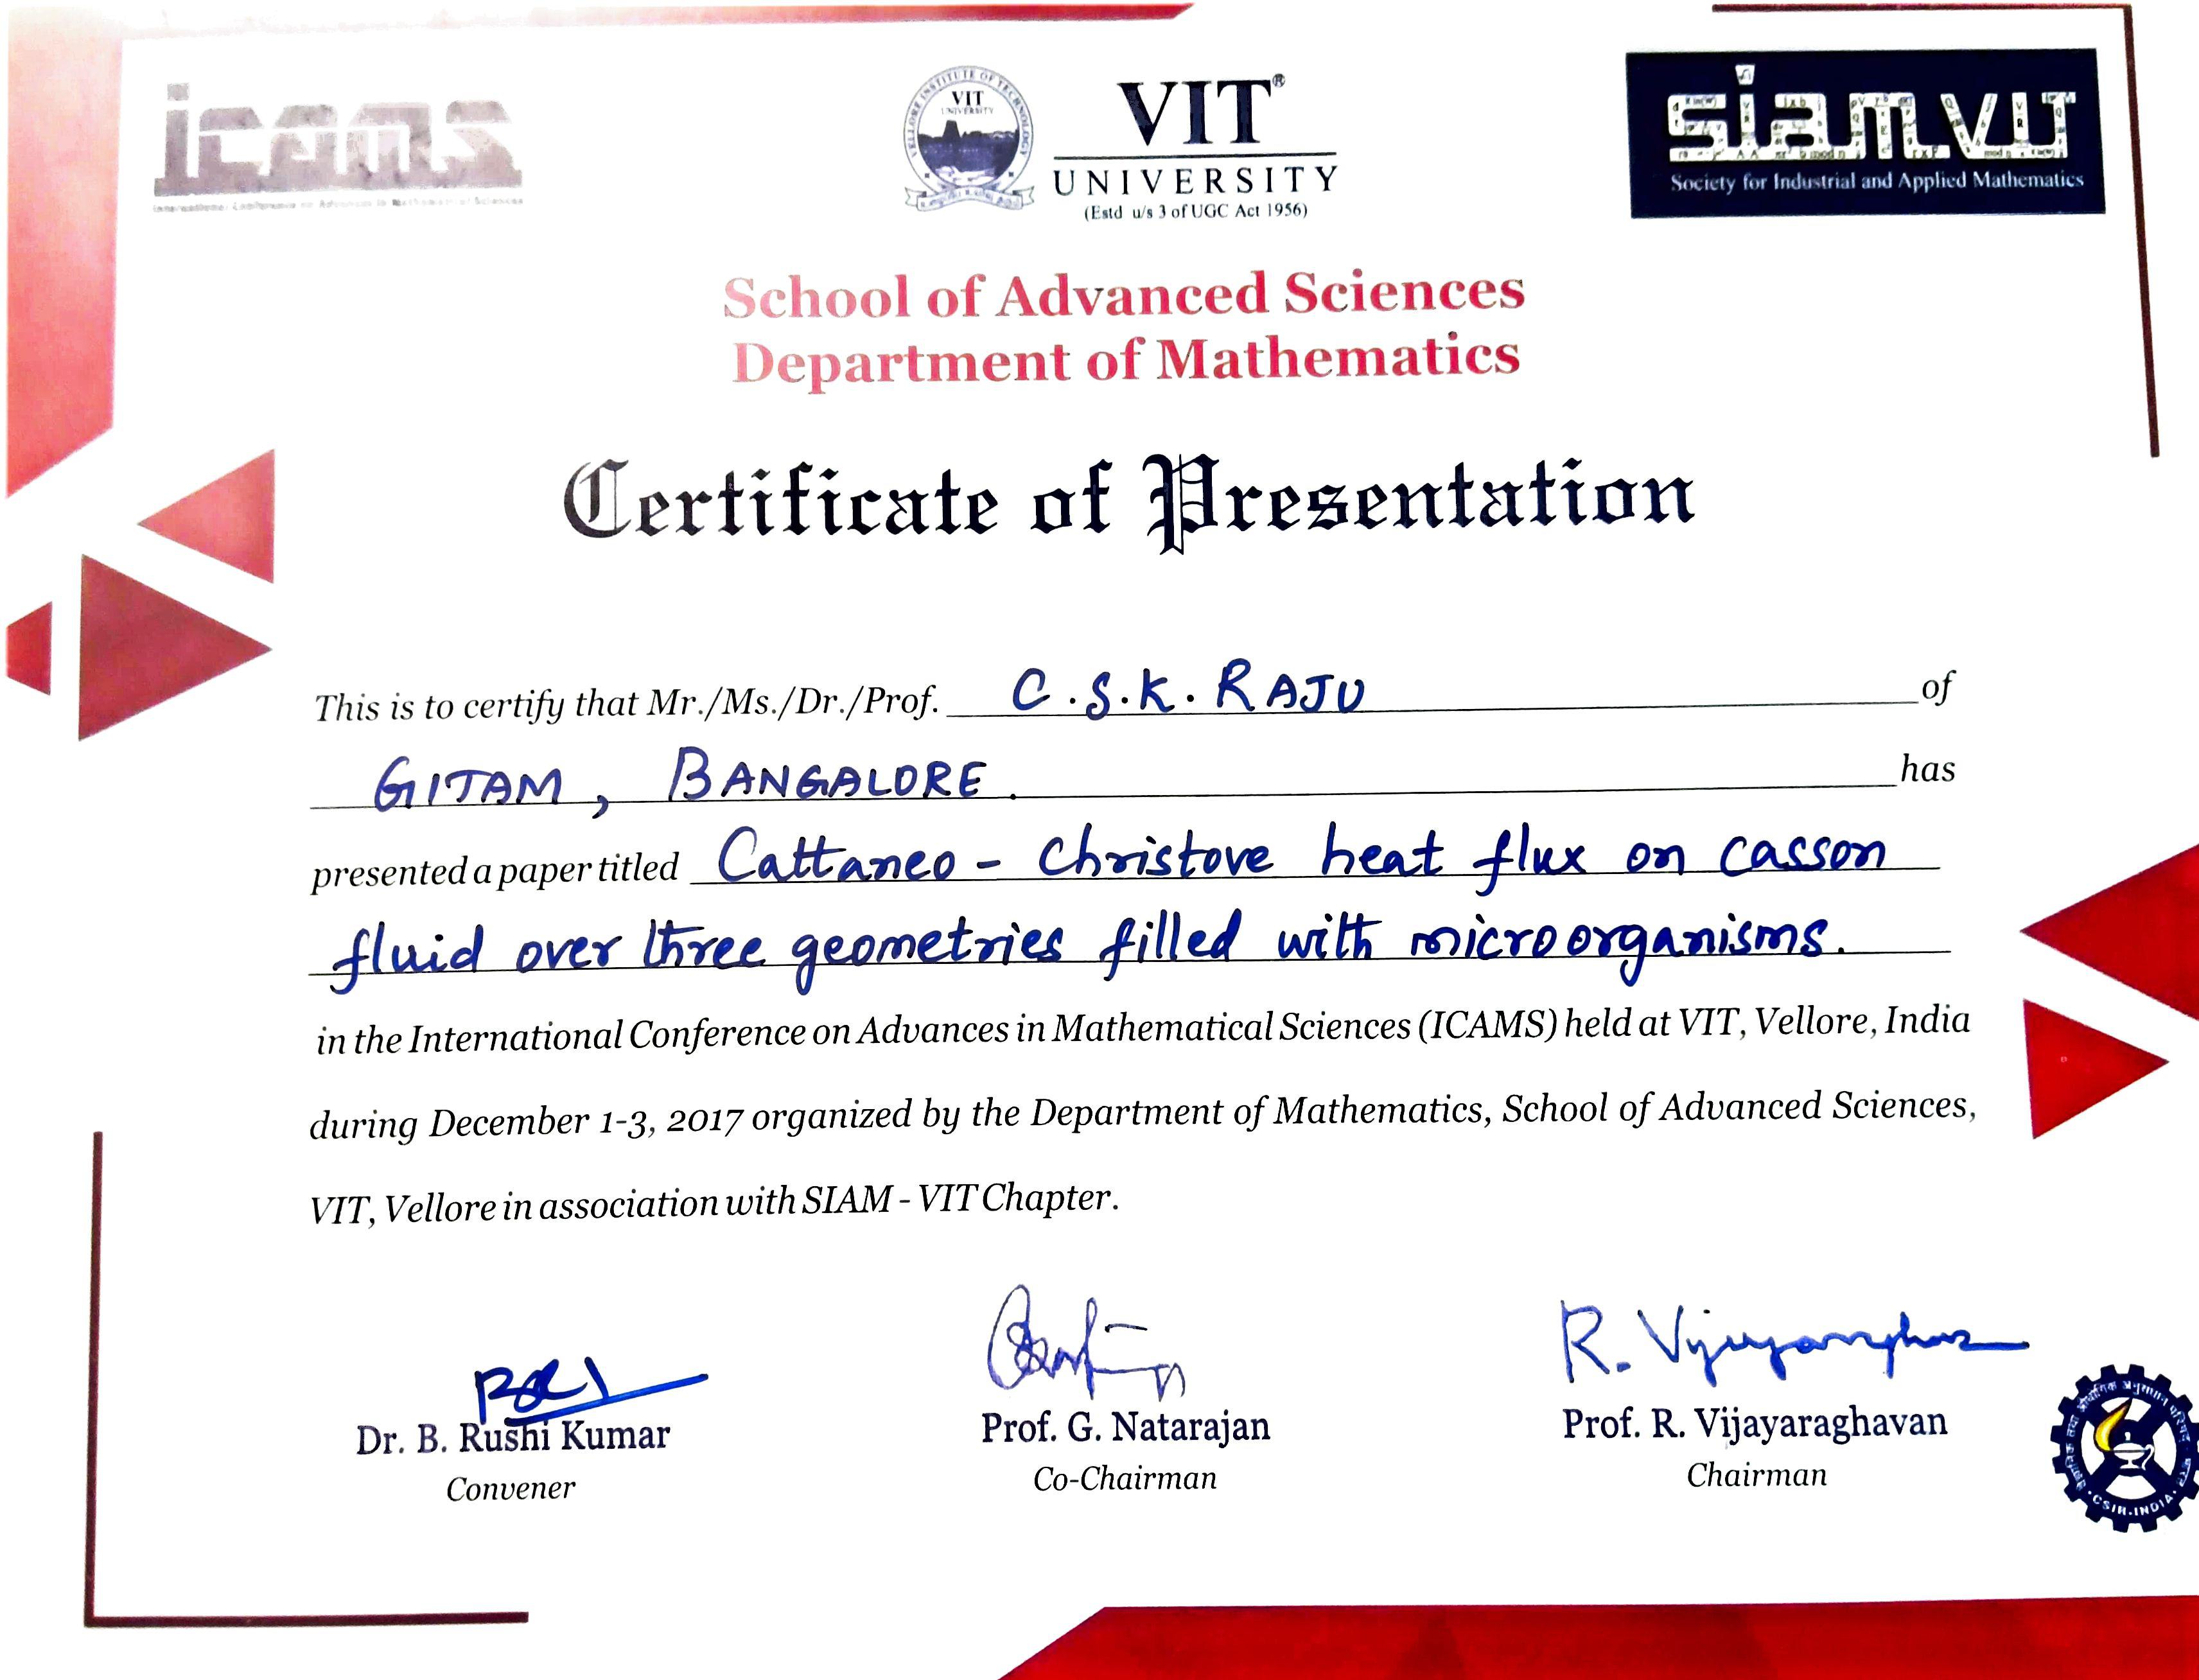 icams
International Conference on Advances in Mathematical Sciences
VELLORE INSTITUTE OF TECHNOLOGY
VIT
UNIVERSITY
VIT®
UNIVERSITY
(Estd u/s 3 of UGC Act 1956)
siam VIT
Society for Industrial and Applied Mathematics
School of Advanced Sciences
Department of Mathematics
Certificate of Presentation
This is to certify that Mr./Ms./Dr./Prof. C.S.K. RAJU of
GITAM, BANGALORE. has
presented a paper titled Cattaneo - Christove heat flux on casson
fluid over three geometries filled with microorganisms.
in the International Conference on Advances in Mathematical Sciences (ICAMS) held at VIT, Vellore, India
during December 1-3, 2017 organized by the Department of Mathematics, School of Advanced Sciences,
VIT, Vellore in association with SIAM - VIT Chapter.
R. Vijayaraghavan
Dr. B. Rushi Kumar
Convener
Prof. G. Natarajan
Co-Chairman
Prof. R. Vijayaraghavan
Chairman
CSIR-INDIA